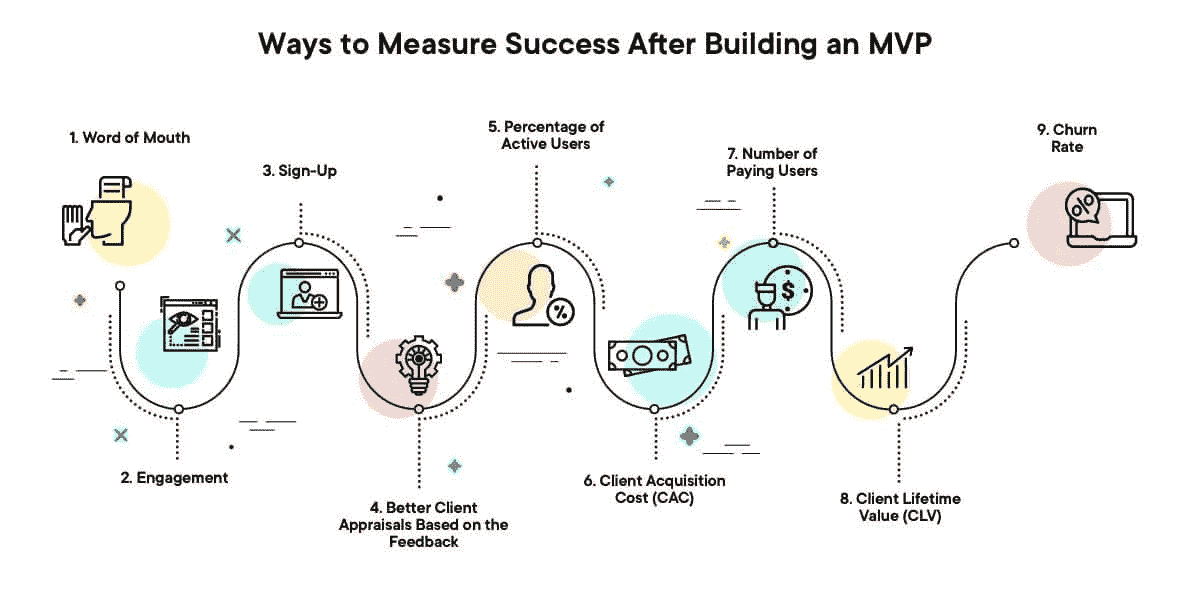 Ways to Measure Success After Building an MVP
1. Word of Mouth
2. Engagement
3. Sign-Up
4. Better Client
Appraisals Based on the
Feedback
5. Percentage of
Active Users
%
6. Client Acquisition
Cost (CAC)
7. Number of
Paying Users
$
8. Client Lifetime
Value (CLV)
9. Churn
Rate
%